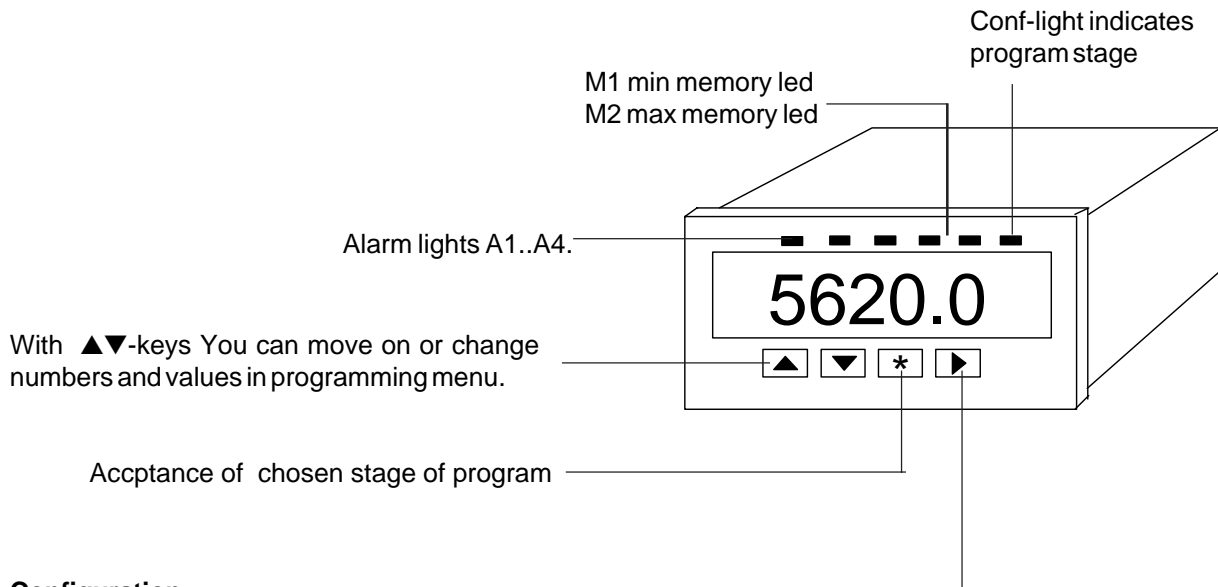 Conf-light indicates
program stage
M1 min memory led
M2 max memory led
Alarm lights A1..A4.
5620.0
With ▲▼-keys You can move on or change
numbers and values in programming menu.
▲ ▼ * ▶
Accptance of chosen stage of program
Configuration